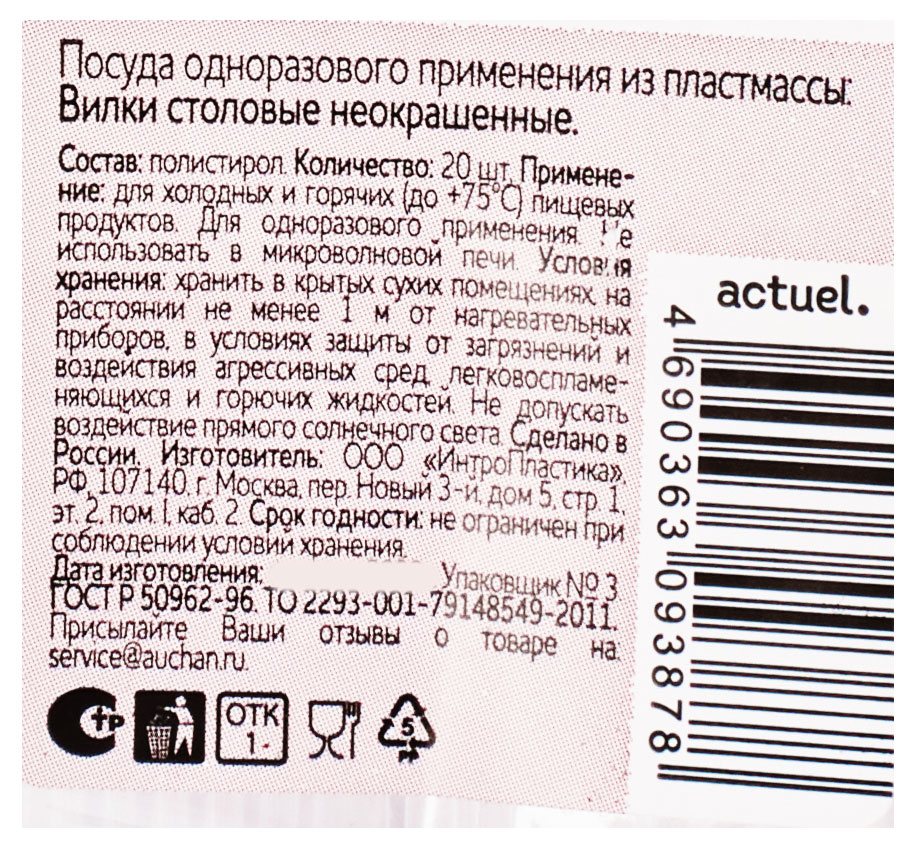 Посуда одноразового применения из пластмассы:
Вилки столовые неокрашенные.
Состав: полистирол. Количество: 20 шт. Примене-
ние: для холодных и горячих (до +75°С) пищевых
продуктов. Для одноразового применения. Не
использовать в микроволновой печи. Условия
хранения: хранить в крытых сухих помещениях, на
расстоянии не менее 1 м от нагревательных
приборов, в условиях защиты от загрязнений и
воздействия агрессивных сред, легковоспламе-
няющихся и горючих жидкостей. Не допускать
воздействие прямого солнечного света. Сделано в
России. Изготовитель: ООО «ИнтроПластика»,
РФ, 107140, г. Москва, пер. Новый 3-й, дом 5, стр. 1,
эт. 2, пом. I, каб. 2. Срок годности: не ограничен при
соблюдении условий хранения.
Дата изготовления: Упаковщик № 3
ГОСТ Р 50962-96. ТО 2293-001-79148549-2011.
Присылайте Ваши отзывы о товаре на:
service@auchan.ru.
тр
ОТК
1
5
PP
actuel.
4 690363 093878